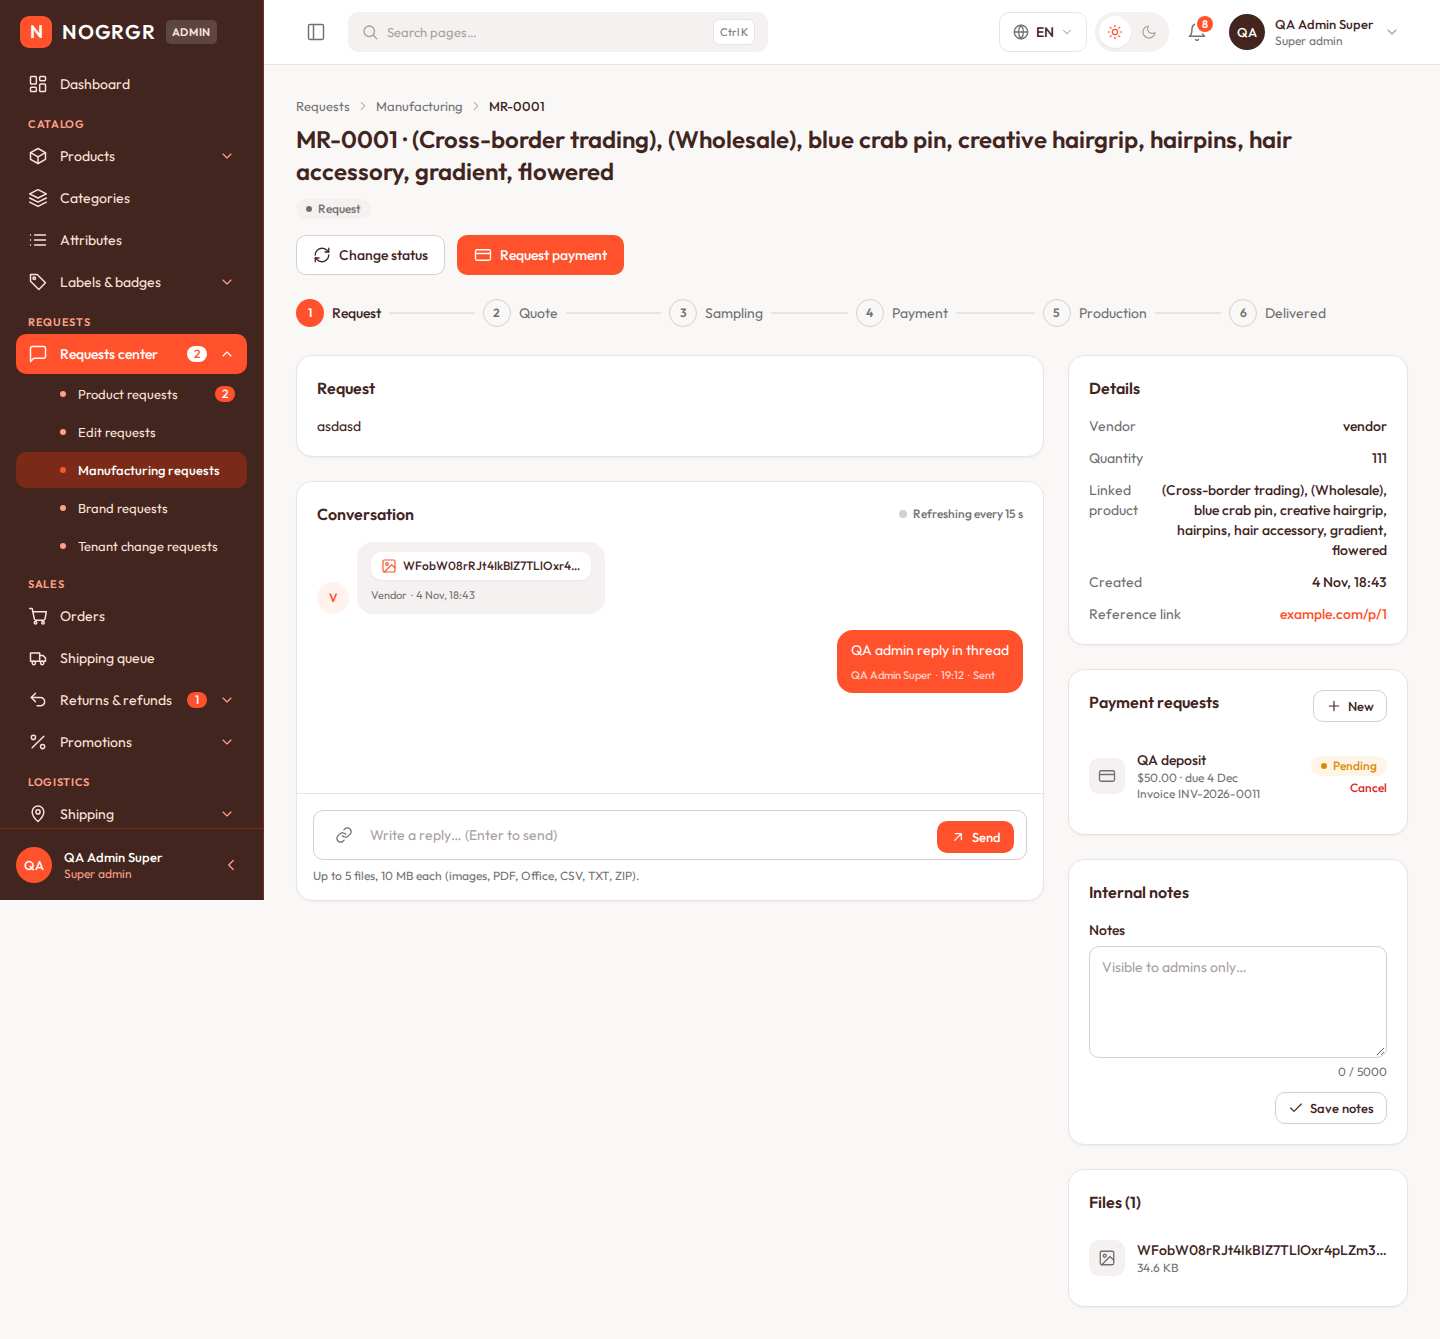 N NOGRGR ADMIN
Dashboard
CATALOG
Products
Categories
Attributes
Labels & badges
REQUESTS
Requests center 2
Product requests 2
Edit requests
Manufacturing requests
Brand requests
Tenant change requests
SALES
Orders
Shipping queue
Returns & refunds 1
Promotions
LOGISTICS
Shipping
QA QA Admin Super
Super admin
Search pages... Ctrl K
EN
8
QA QA Admin Super
Super admin
Requests > Manufacturing > MR-0001
MR-0001 · (Cross-border trading), (Wholesale), blue crab pin, creative hairgrip, hairpins, hair
accessory, gradient, flowered
Request
Change status
Request payment
1 Request 2 Quote 3 Sampling 4 Payment 5 Production 6 Delivered
Request
asdasd
Conversation
Refreshing every 15 s
WFobW08rRJt4IkBIZ7TLIOxr4...
V Vendor · 4 Nov, 18:43
QA admin reply in thread
QA Admin Super · 19:12 · Sent
Write a reply... (Enter to send)
Send
Up to 5 files, 10 MB each (images, PDF, Office, CSV, TXT, ZIP).
Details
Vendor vendor
Quantity 111
Linked product (Cross-border trading), (Wholesale),
blue crab pin, creative hairgrip,
hairpins, hair accessory, gradient,
flowered
Created 4 Nov, 18:43
Reference link example.com/p/1
Payment requests
New
QA deposit
$50.00 · due 4 Dec
Invoice INV-2026-0011
Pending
Cancel
Internal notes
Notes
Visible to admins only...
0 / 5000
Save notes
Files (1)
WFobW08rRJt4IkBIZ7TLIOxr4pLZm3...
34.6 KB